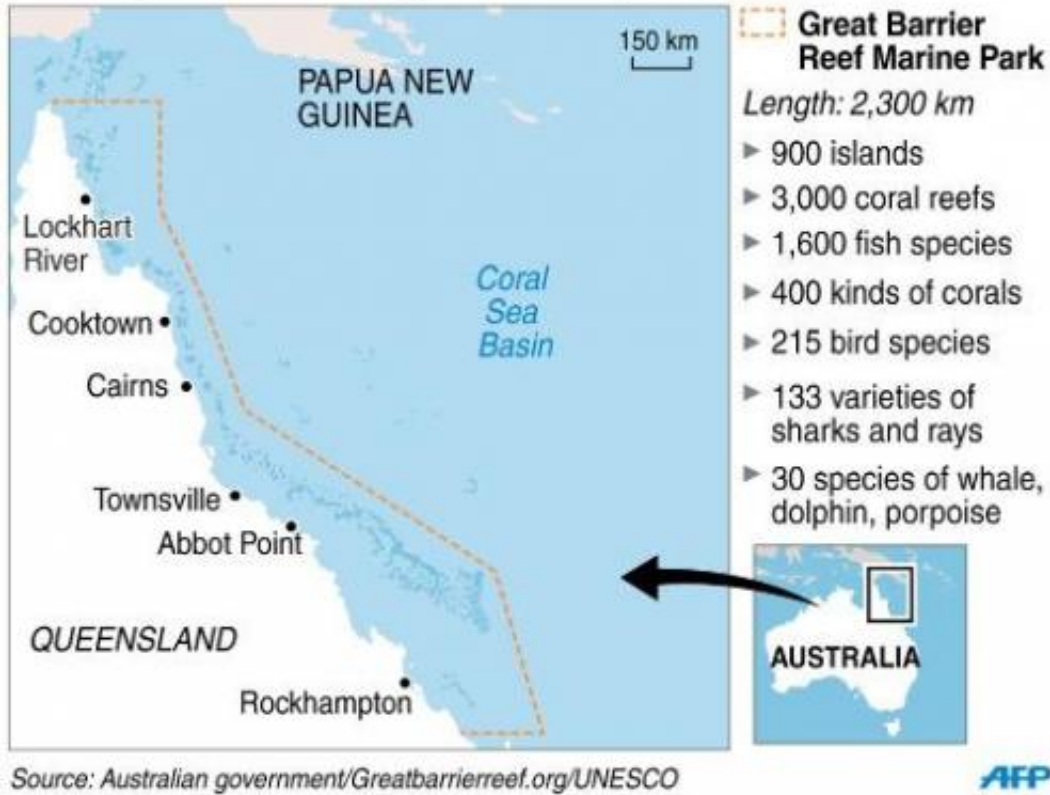 150 km
PAPUA NEW
GUINEA
Lockhart
River
Cooktown
Coral
Sea
Basin
Cairns
Townsville
Abbot Point
QUEENSLAND
Rockhampton
Great Barrier
Reef Marine Park
Length: 2,300 km
900 islands
3,000 coral reefs
1,600 fish species
400 kinds of corals
215 bird species
133 varieties of
sharks and rays
30 species of whale,
dolphin, porpoise
AUSTRALIA
Source: Australian government/Greatbarrierreef.org/UNESCO
AFP